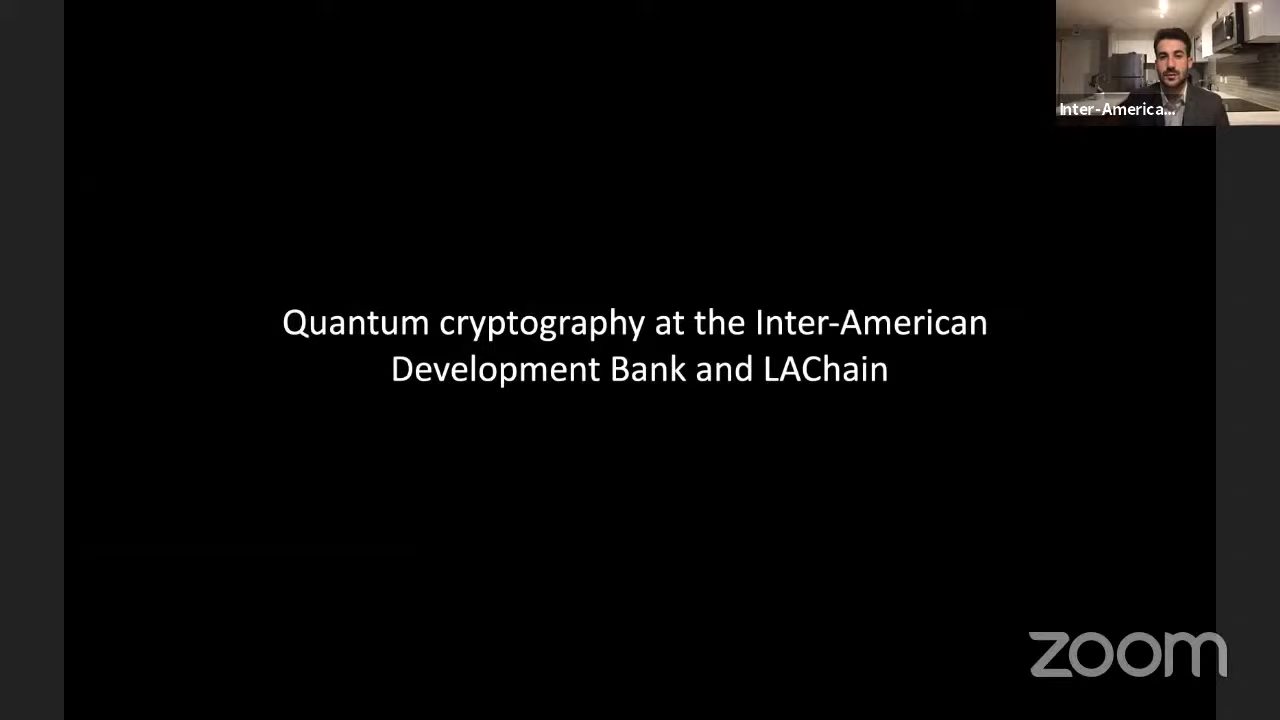 Inter-America...
Quantum cryptography at the Inter-American
Development Bank and LAChain
zoom